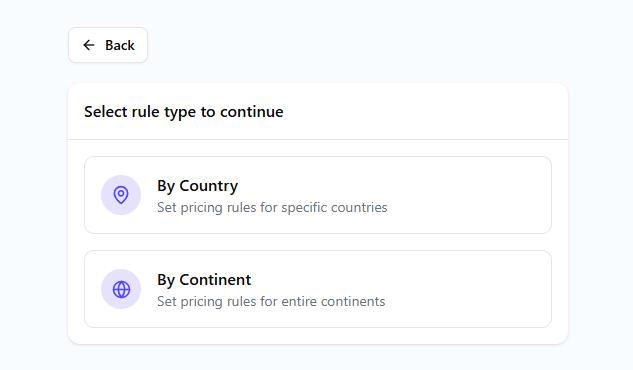 Back
Select rule type to continue
By Country
Set pricing rules for specific countries
By Continent
Set pricing rules for entire continents